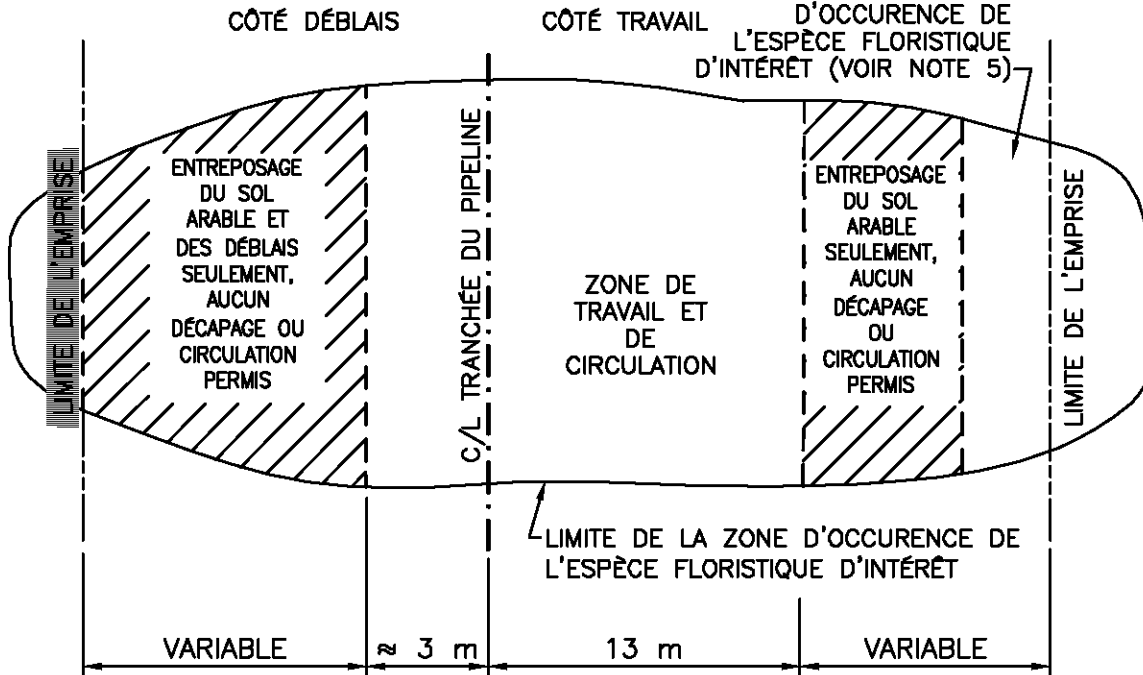 CÔTÉ DÉBLAIS
CÔTÉ TRAVAIL
D'OCCURENCE DE
L'ESPÈCE FLORISTIQUE
D'INTÉRÊT (VOIR NOTE 5)
LIMITE DE L'EMPRISE
ENTREPOSAGE
DU SOL
ARABLE ET
DES DÉBLAIS
SEULEMENT,
AUCUN
DÉCAPAGE OU
CIRCULATION
PERMIS
C/L TRANCHÉE DU PIPELINE
ZONE DE
TRAVAIL ET
DE
CIRCULATION
ENTREPOSAGE
DU SOL
ARABLE
SEULEMENT,
AUCUN
DÉCAPAGE
OU
CIRCULATION
PERMIS
LIMITE DE L'EMPRISE
LIMITE DE LA ZONE D'OCCURENCE DE
L'ESPÈCE FLORISTIQUE D'INTÉRÊT
VARIABLE
≈ 3 m
13 m
VARIABLE